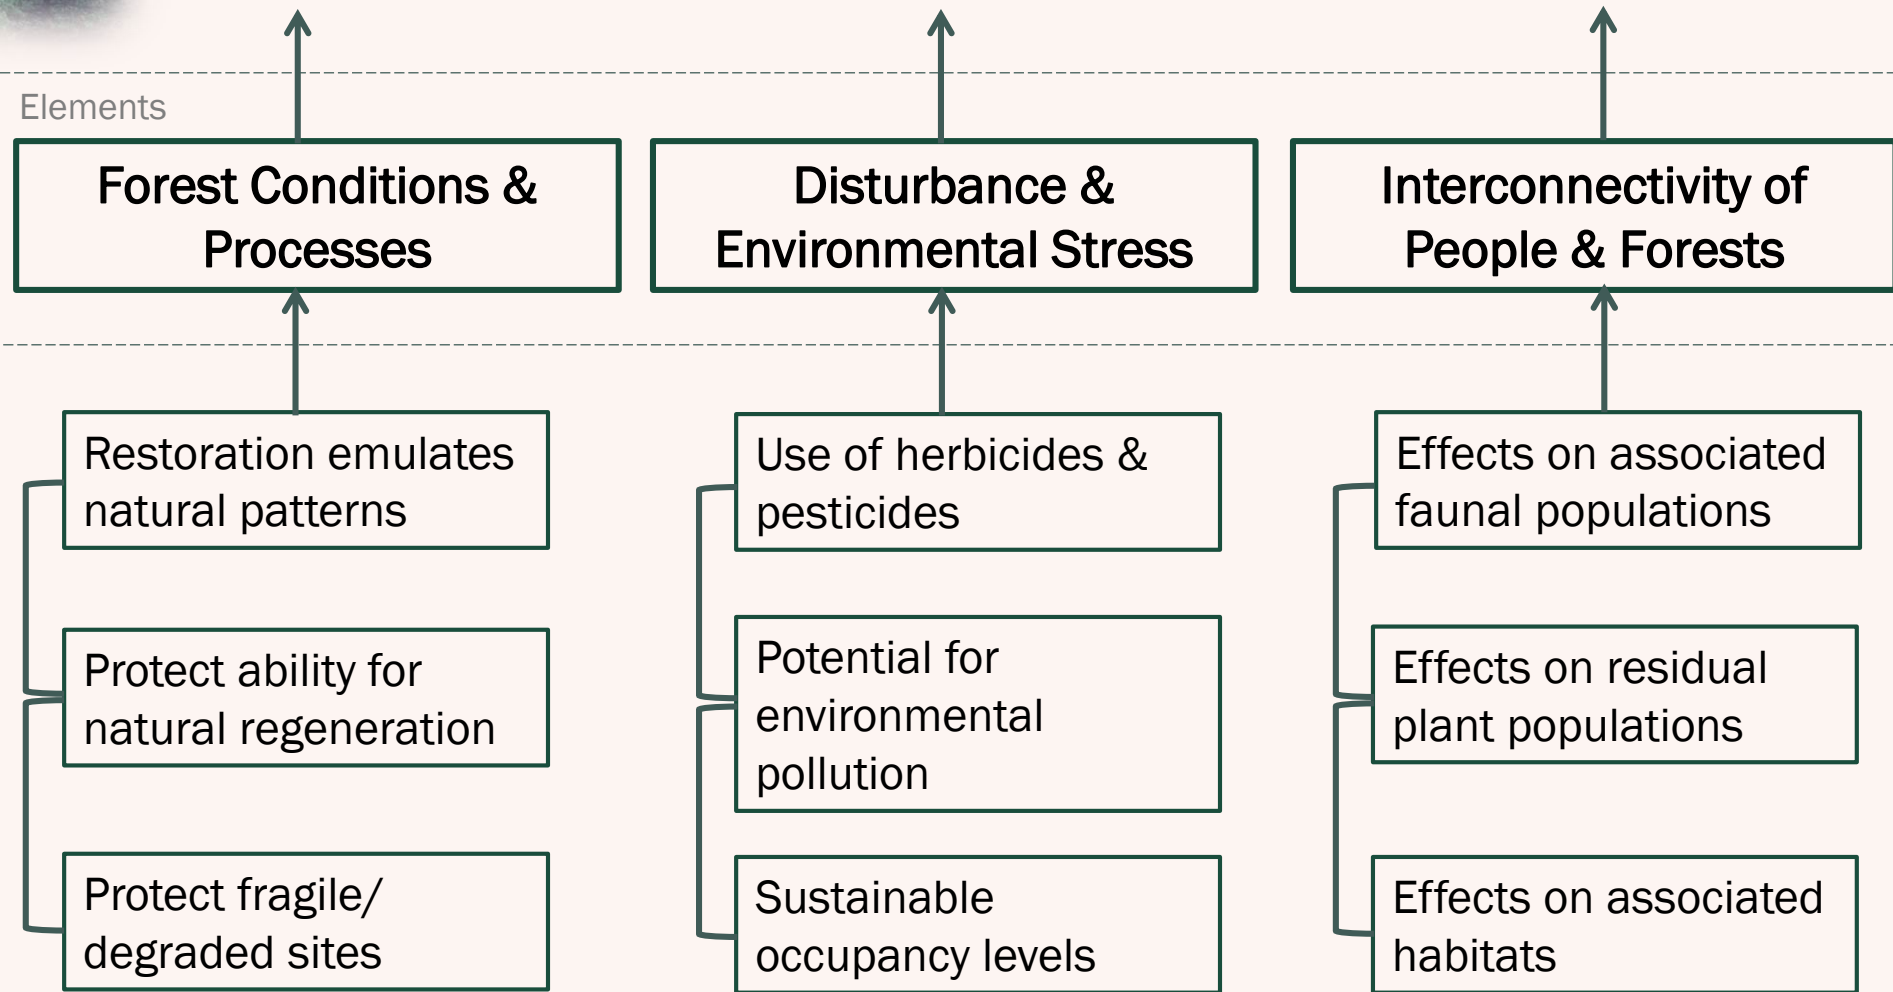 Elements
Forest Conditions &
Processes
Disturbance &
Environmental Stress
Interconnectivity of
People & Forests
Restoration emulates
natural patterns
Protect ability for
natural regeneration
Protect fragile/
degraded sites
Use of herbicides &
pesticides
Potential for
environmental
pollution
Sustainable
occupancy levels
Effects on associated
faunal populations
Effects on residual
plant populations
Effects on associated
habitats